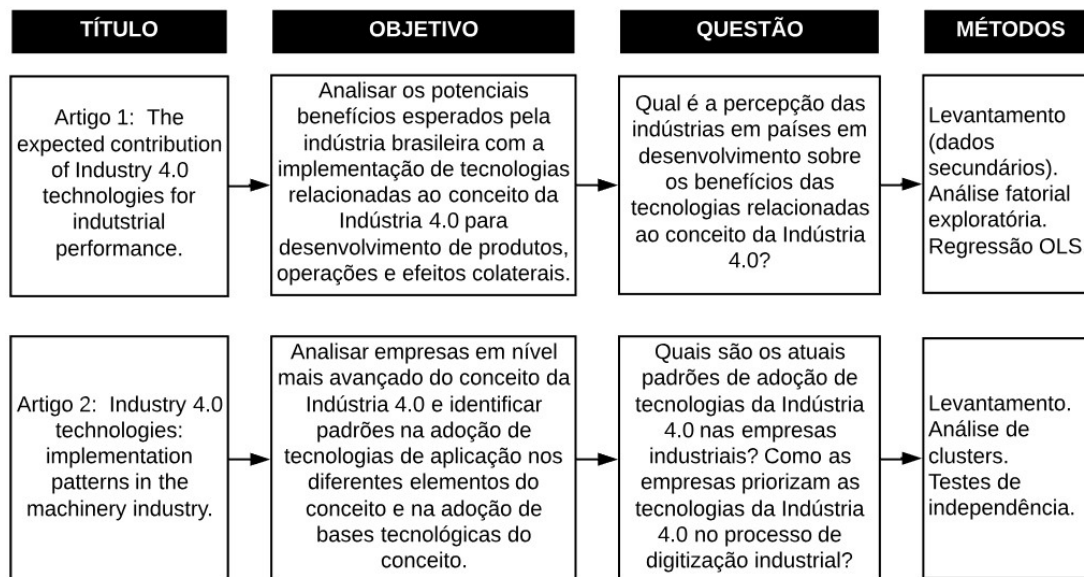 TÍTULO
OBJETIVO
QUESTÃO
MÉTODOS
Artigo 1:  The
expected contribution
of Industry 4.0
technologies for
indutstrial
performance.
Analisar os potenciais
benefícios esperados pela
indústria brasileira com a
implementação de tecnologias
relacionadas ao conceito da
Indústria 4.0 para
desenvolvimento de produtos,
operações e efeitos colaterais.
Qual é a percepção das
indústrias em países em
desenvolvimento sobre
os benefícios das
tecnologias relacionadas
ao conceito da Indústria
4.0?
Levantamento
(dados
secundários).
Análise fatorial
exploratória.
Regressão OLS
Artigo 2:  Industry 4.0
technologies:
implementation
patterns in the
machinery industry.
Analisar empresas em nível
mais avançado do conceito da
Indústria 4.0 e identificar
padrões na adoção de
tecnologias de aplicação nos
diferentes elementos do
conceito e na adoção de
bases tecnológicas do
conceito.
Quais são os atuais
padrões de adoção de
tecnologias da Indústria
4.0 nas empresas
industriais? Como as
empresas priorizam as
tecnologias da Indústria
4.0 no processo de
digitização industrial?
Levantamento.
Análise de
clusters.
Testes de
independência.